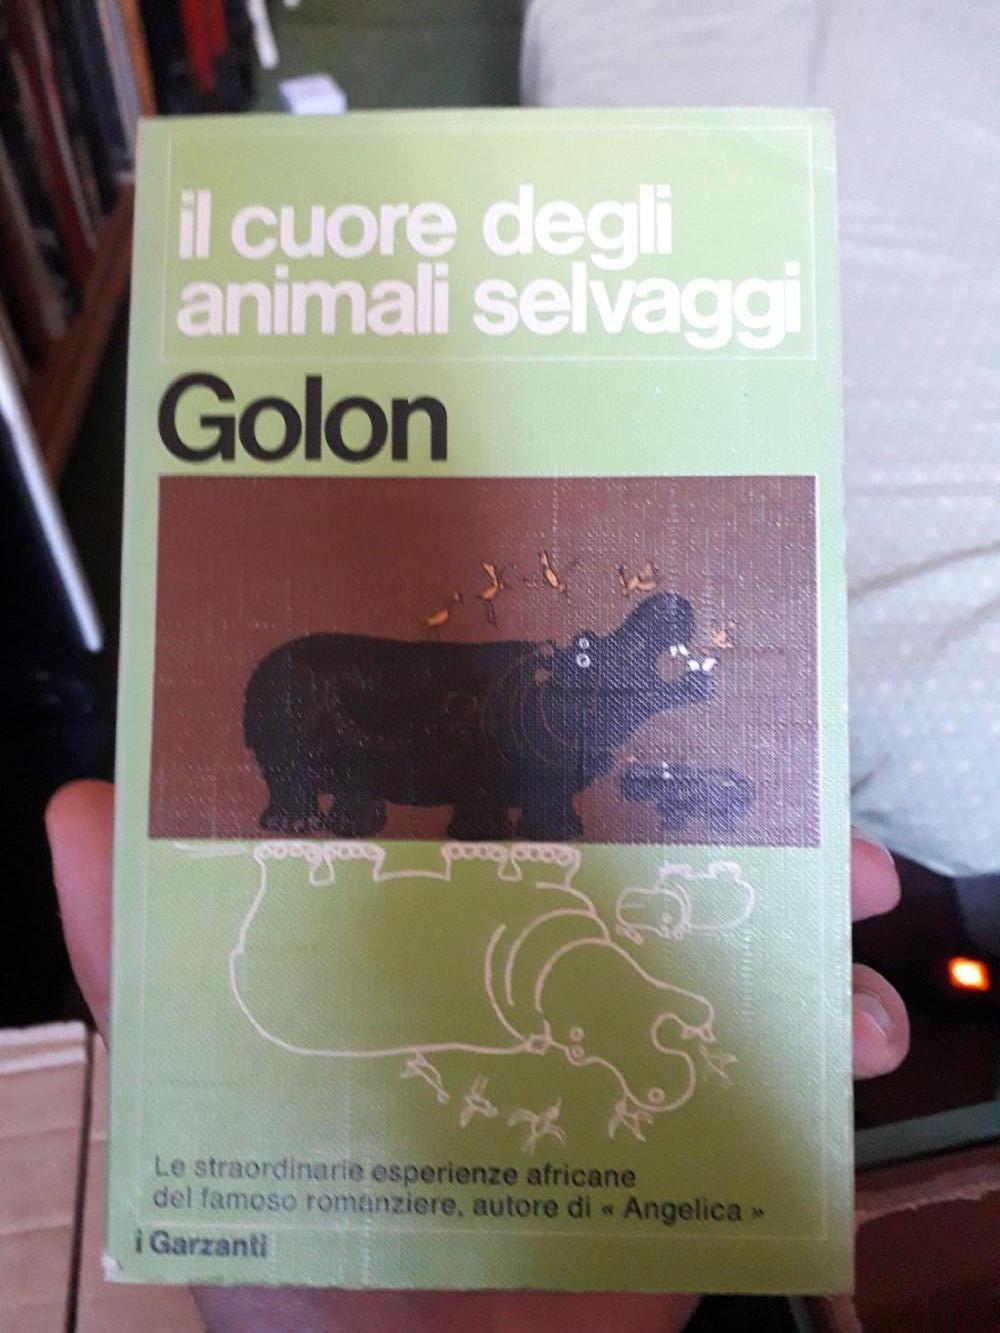 il cuore degli
animali selvaggi
Golon
Le straordinarie esperienze africane
del famoso romanziere, autore di « Angelica »
i Garzanti